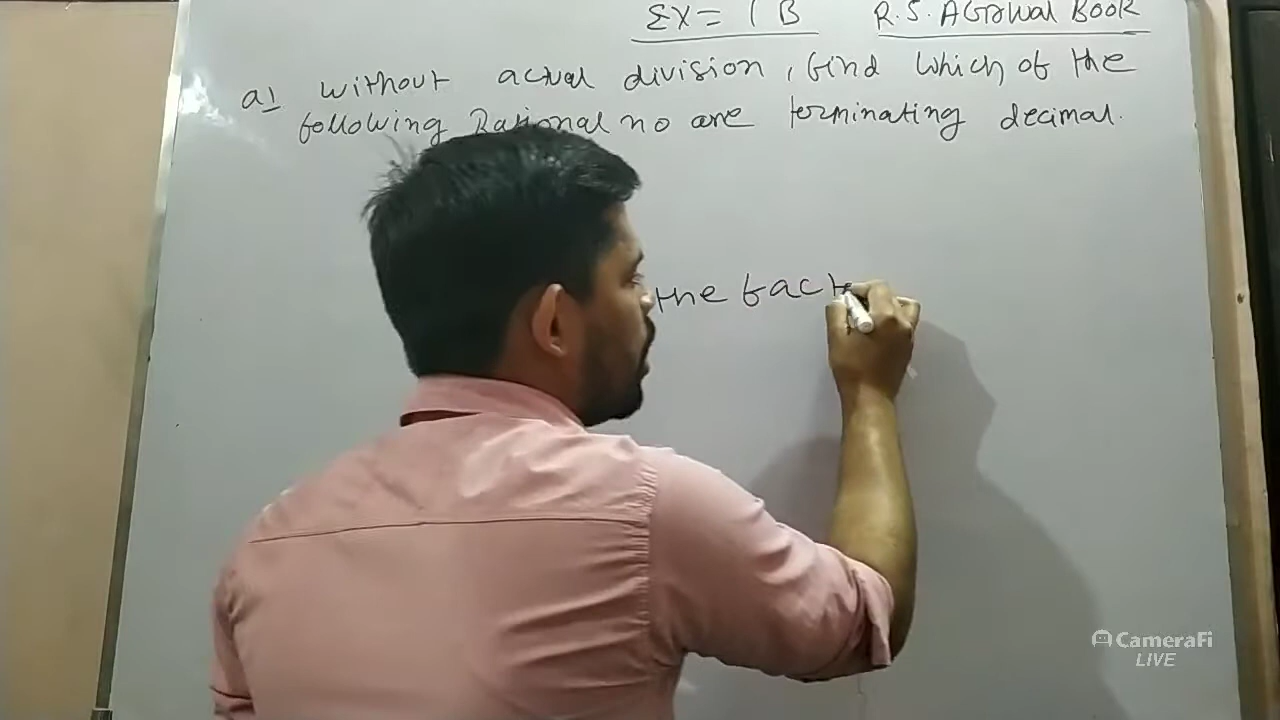 Ex = 1 B R.S. Agrawal Book
Q1 without actual division, find which of the
following Rational no are terminating decimal.
the fact
CameraFi
LIVE